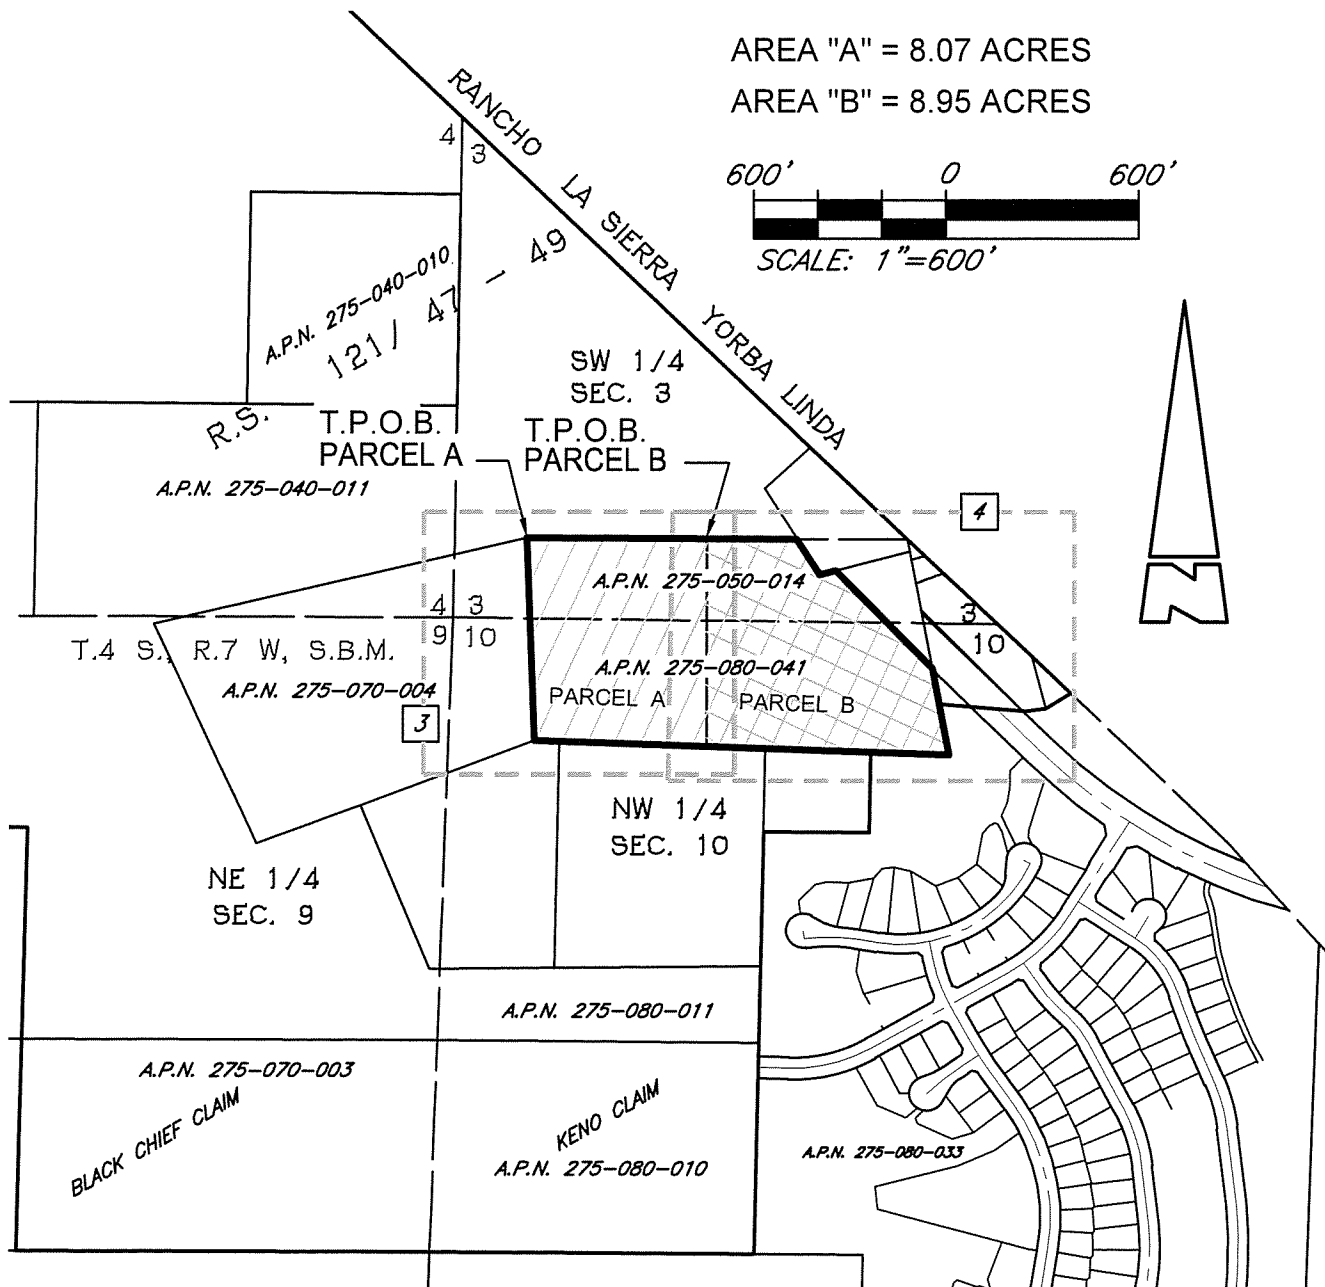 AREA "A" = 8.07 ACRES
AREA "B" = 8.95 ACRES
600' 0 600'
SCALE: 1"=600'
RANCHO LA SIERRA YORBA LINDA
4 3
A.P.N. 275-040-010
R.S. 121/ 47 - 49
SW 1/4
SEC. 3
T.P.O.B.
PARCEL A
T.P.O.B.
PARCEL B
A.P.N. 275-040-011
4
N
A.P.N. 275-050-014
4 3
9 10
3
10
T.4 S., R.7 W, S.B.M.
A.P.N. 275-080-041
A.P.N. 275-070-004
PARCEL A
PARCEL B
3
NW 1/4
SEC. 10
NE 1/4
SEC. 9
A.P.N. 275-080-011
A.P.N. 275-070-003
BLACK CHIEF CLAIM
KENO CLAIM
A.P.N. 275-080-010
A.P.N. 275-080-033